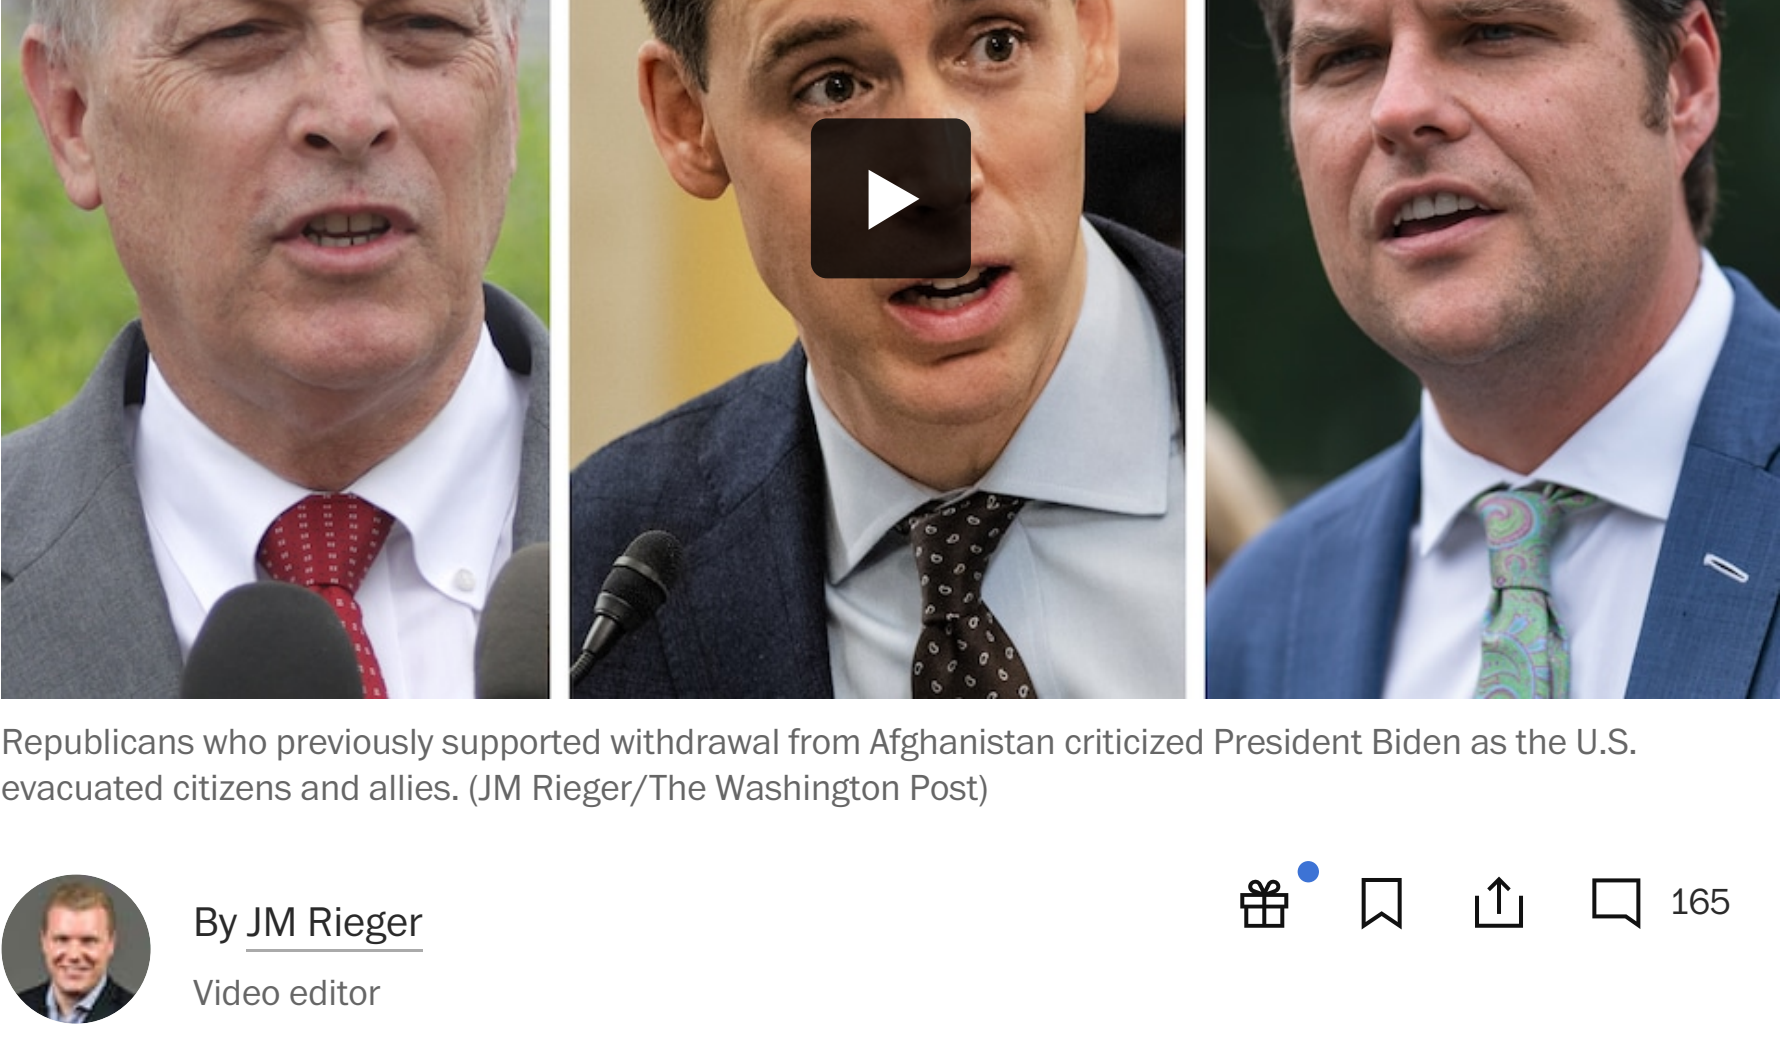 Republicans who previously supported withdrawal from Afghanistan criticized President Biden as the U.S.
evacuated citizens and allies. (JM Rieger/The Washington Post)
By JM Rieger
165
Video editor